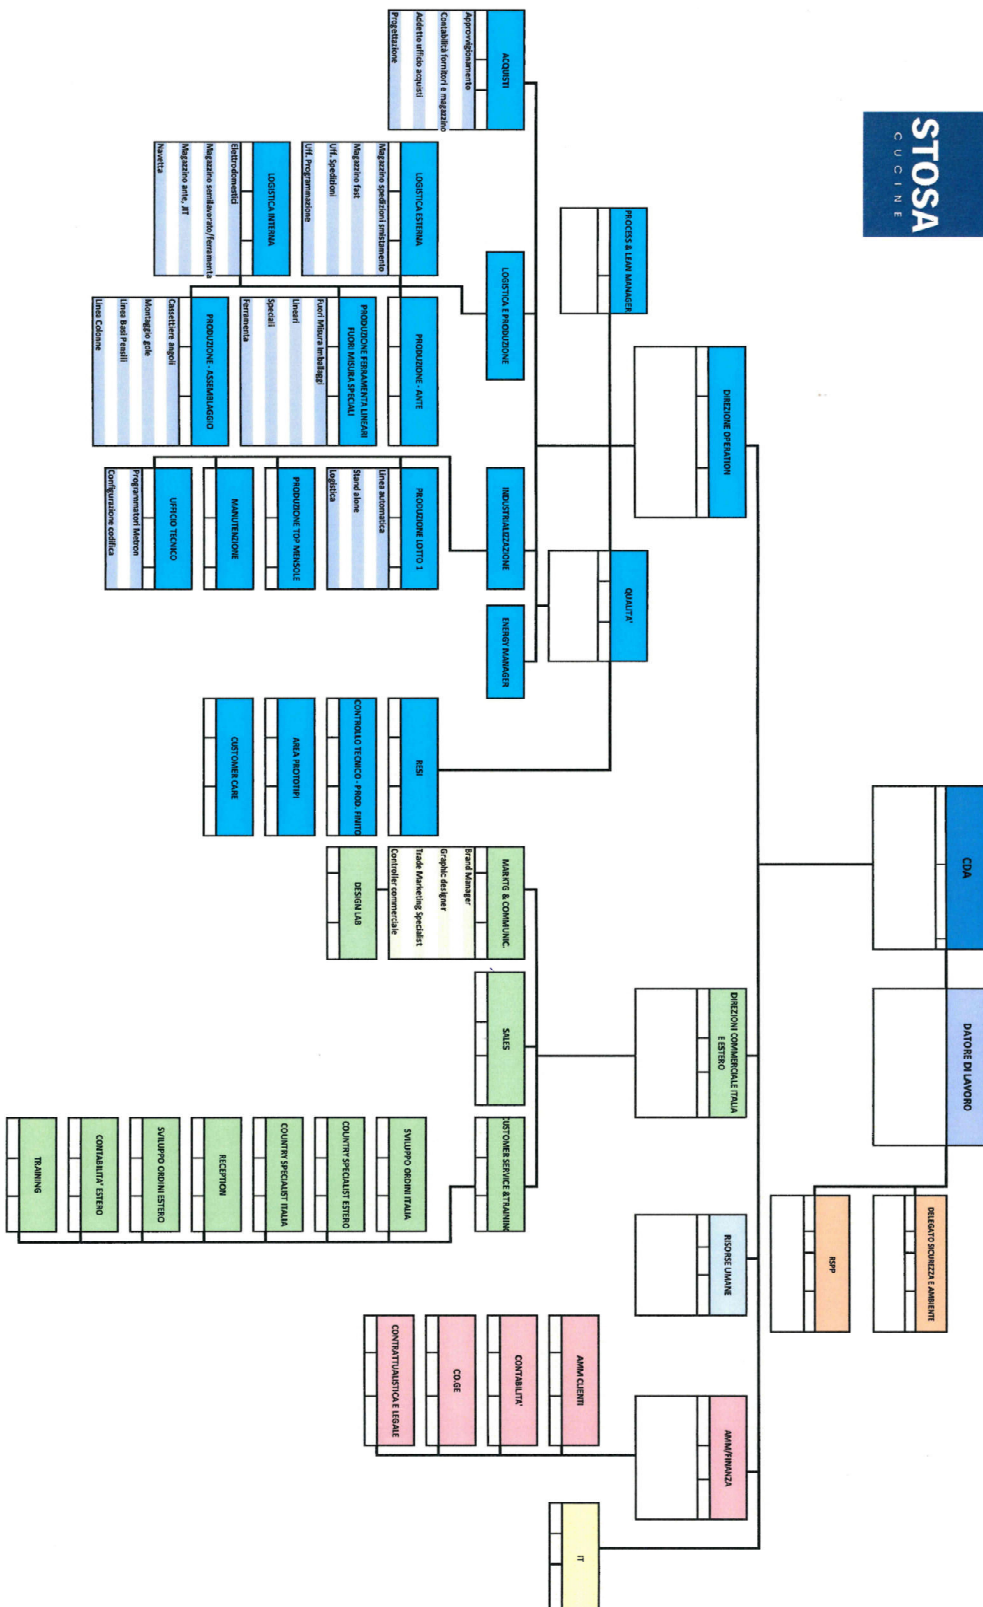 STOSA
CUCINE
CDA
DATORE DI LAVORO
DELEGATO SICUREZZA E AMBIENTE
RSPP
DIREZIONE OPERATION
DIREZIONI COMMERCIALE ITALIA
E ESTERO
RISORSE UMANE
AMM/FINANZA
IT
PROCESS & LEAN MANAGER
QUALITA'
ACQUISTI
Approvvigionamento
Contabilità fornitori e magazzino
Addetto ufficio acquisti
Progettazione
LOGISTICA E PRODUZIONE
INDUSTRIALIZZAZIONE
ENERGY MANAGER
LOGISTICA ESTERNA
Magazzino spedizioni smistamento
Magazzino fast
Uff. Spedizioni
Uff. Programmazione
LOGISTICA INTERNA
Elettrodomestici
Magazzino semilavorato/ferramenta
Magazzino ante, JIT
Navetta
PRODUZIONE - ANTE
PRODUZIONE FERRAMENTA LINEARI
FUORI MISURA SPECIALI
Fuori Misura Imballaggi
Lineari
Speciali
Ferramenta
PRODUZIONE - ASSEMBLAGGIO
Cassettiere angoli
Montaggio gole
Linea Basi Pensili
Linea Colonne
PRODUZIONE LOTTO 1
Linea automatica
Stand alone
Logistica
PRODUZIONE TOP MENSOLE
MANUTENZIONE
UFFICIO TECNICO
Programmatori Metron
Configurazione codifica
RESI
CONTROLLO TECNICO - PROD. FINITO
AREA PROTOTIPI
CUSTOMER CARE
MARKTG & COMMUNIC.
Brand Manager
Graphic designer
Trade Marketing Specialist
Controller commerciale
DESIGN LAB
SALES
CUSTOMER SERVICE & TRAINING
SVILUPPO ORDINI ITALIA
COUNTRY SPECIALIST ESTERO
COUNTRY SPECIALIST ITALIA
RECEPTION
SVILUPPO ORDINI ESTERO
CONTABILITA' ESTERO
TRAINING
AMM CLIENTI
CONTABILITA'
CO.GE
CONTRATTUALISTICA E LEGALE